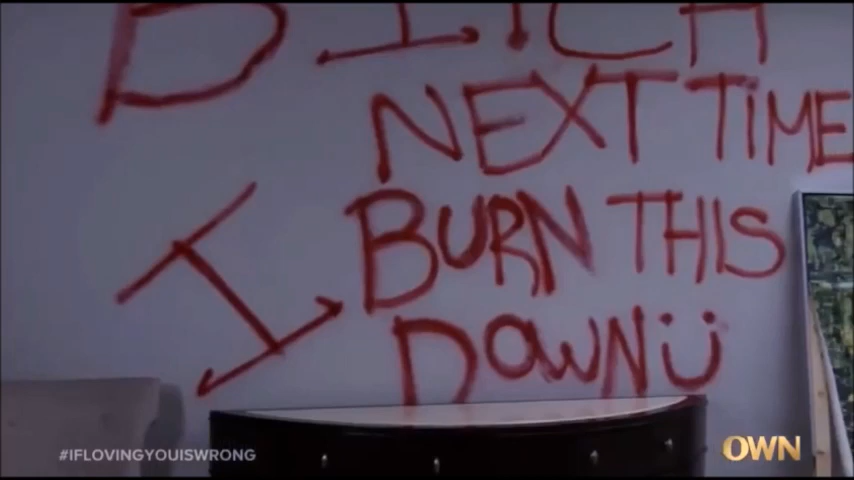 BITCH
NEXT TIME
I BURN THIS
DOWN Ü
#IFLOVINGYOUISWRONG
OWN